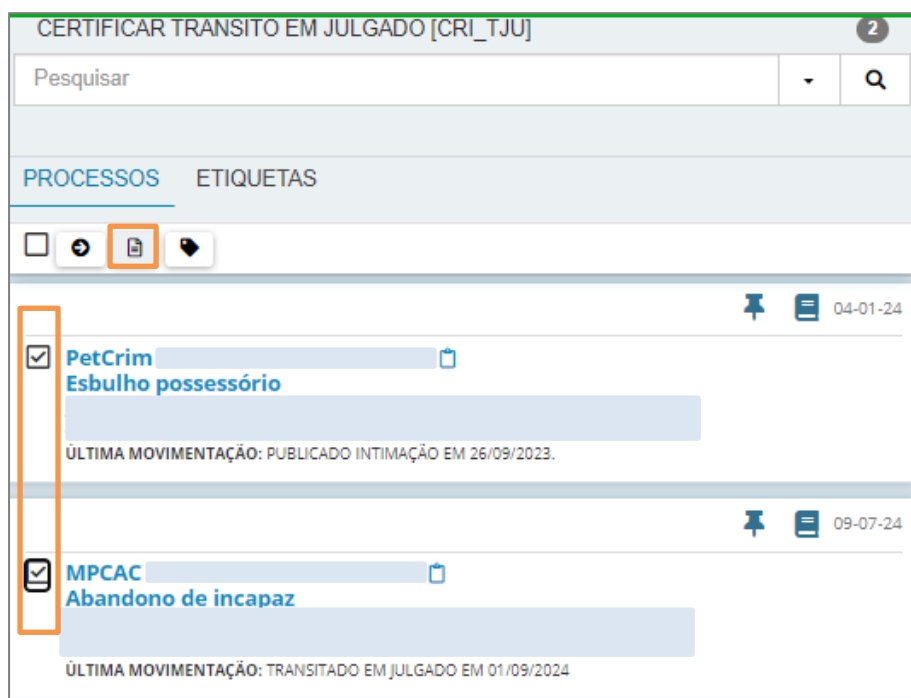 CERTIFICAR TRANSITO EM JULGADO [CRI_TJU] 2
Pesquisar
PROCESSOS ETIQUETAS
04-01-24
PetCrim
Esbulho possessório
ÚLTIMA MOVIMENTAÇÃO: PUBLICADO INTIMAÇÃO EM 26/09/2023.
09-07-24
MPCAC
Abandono de incapaz
ÚLTIMA MOVIMENTAÇÃO: TRANSITADO EM JULGADO EM 01/09/2024